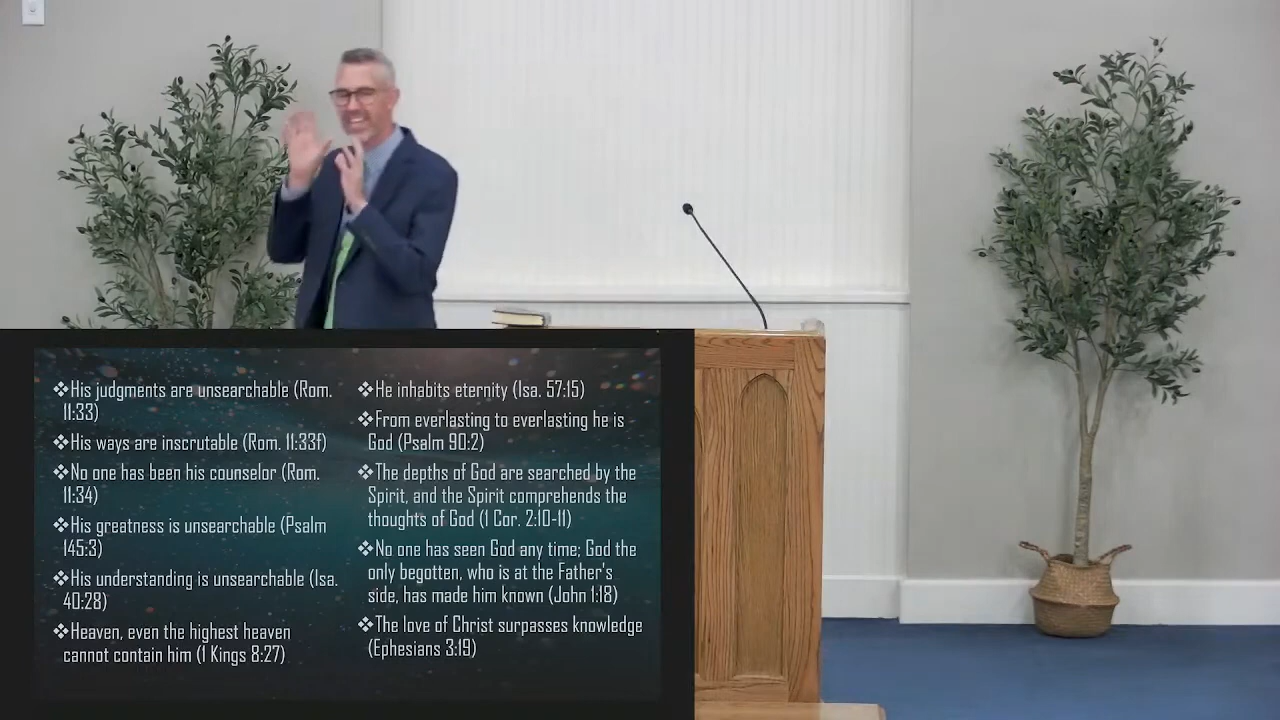 ❖His judgments are unsearchable (Rom.
11:33)
❖His ways are inscrutable (Rom. 11:33f)
❖No one has been his counselor (Rom.
11:34)
❖His greatness is unsearchable (Psalm
145:3)
❖His understanding is unsearchable (Isa.
40:28)
❖Heaven, even the highest heaven
cannot contain him (1 Kings 8:27)
❖He inhabits eternity (Isa. 57:15)
❖From everlasting to everlasting he is
God (Psalm 90:2)
❖The depths of God are searched by the
Spirit, and the Spirit comprehends the
thoughts of God (1 Cor. 2:10-11)
❖No one has seen God any time; God the
only begotten, who is at the Father's
side, has made him known (John 1:18)
❖The love of Christ surpasses knowledge
(Ephesians 3:19)